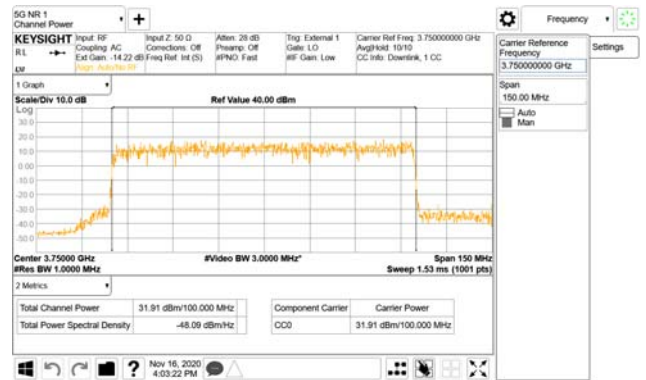 5G NR 1
Channel Power
Frequency
KEYSIGHT
Input: RF
Coupling: AC
Ext Gain: -14.22 dB
Align: Auto/No RF
RL
Input Z: 50 Ω
Corrections: Off
Freq Ref: Int (S)
Atten: 28 dB
Preamp: Off
#PNO: Fast
Trig: External 1
Gate: LO
#IF Gain: Low
Carrier Ref Freq: 3.750000000 GHz
Avg|Hold: 10/10
CC Info: Downlink, 1 CC
Carrier Reference
Frequency
3.750000000 GHz
Settings
Span
150.00 MHz
Auto
Man
1 Graph
Scale/Div 10.0 dB
Ref Value 40.00 dBm
Log
30.0
20.0
10.0
0.00
-10.0
-20.0
-30.0
-40.0
-50.0
Center 3.75000 GHz
#Video BW 3.0000 MHz*
Span 150 MHz
#Res BW 1.0000 MHz
Sweep 1.53 ms (1001 pts)
2 Metrics
Total Channel Power 31.91 dBm/100.000 MHz
Total Power Spectral Density -48.09 dBm/Hz
Component Carrier Carrier Power
CC0 31.91 dBm/100.000 MHz
?
Nov 16, 2020
4:03:22 PM